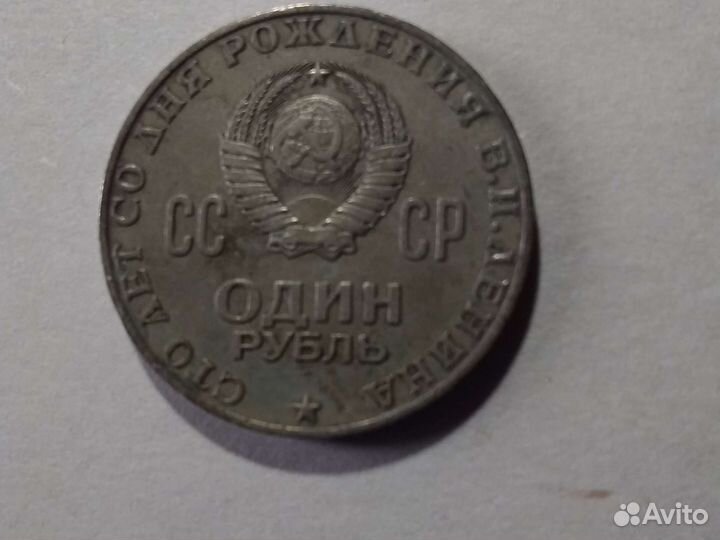 СТО ЛЕТ СО ДНЯ РОЖДЕНИЯ В.И. ЛЕНИНА
СС СР
ОДИН
РУБЛЬ
Avito